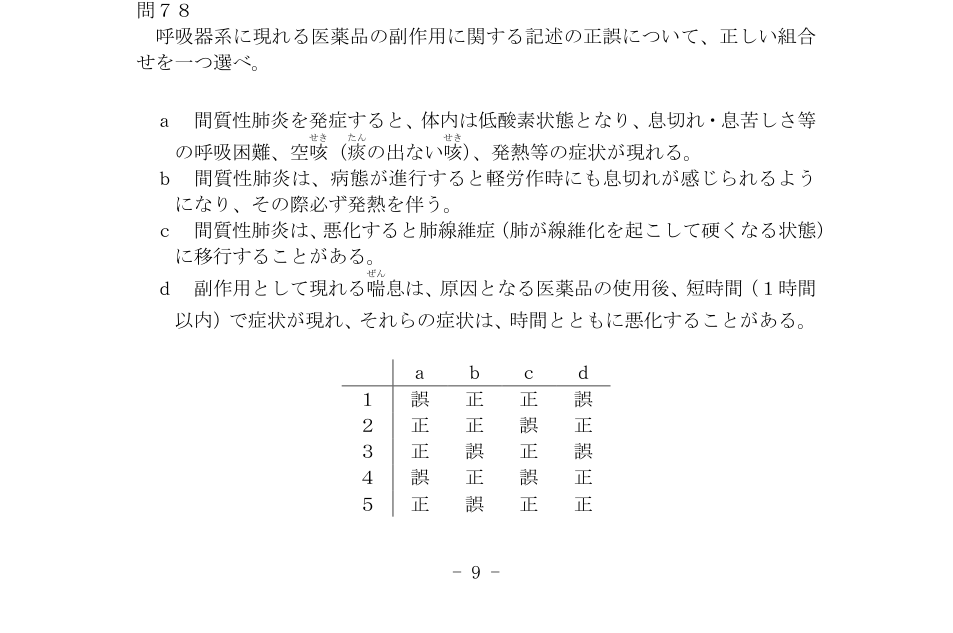 問７８
呼吸器系に現れる医薬品の副作用に関する記述の正誤について、正しい組合
せを一つ選べ。
ａ　間質性肺炎を発症すると、体内は低酸素状態となり、息切れ・息苦しさ等
せき　たん　せき
の呼吸困難、空咳（痰の出ない咳）、発熱等の症状が現れる。
ｂ　間質性肺炎は、病態が進行すると軽労作時にも息切れが感じられるよう
になり、その際必ず発熱を伴う。
ｃ　間質性肺炎は、悪化すると肺線維症（肺が線維化を起こして硬くなる状態）
に移行することがある。
ぜん
ｄ　副作用として現れる喘息は、原因となる医薬品の使用後、短時間（１時間
以内）で症状が現れ、それらの症状は、時間とともに悪化することがある。
ａ　ｂ　ｃ　ｄ
１　誤　正　正　誤
２　正　正　誤　正
３　正　誤　正　誤
４　誤　正　誤　正
５　正　誤　正　正
- 9 -